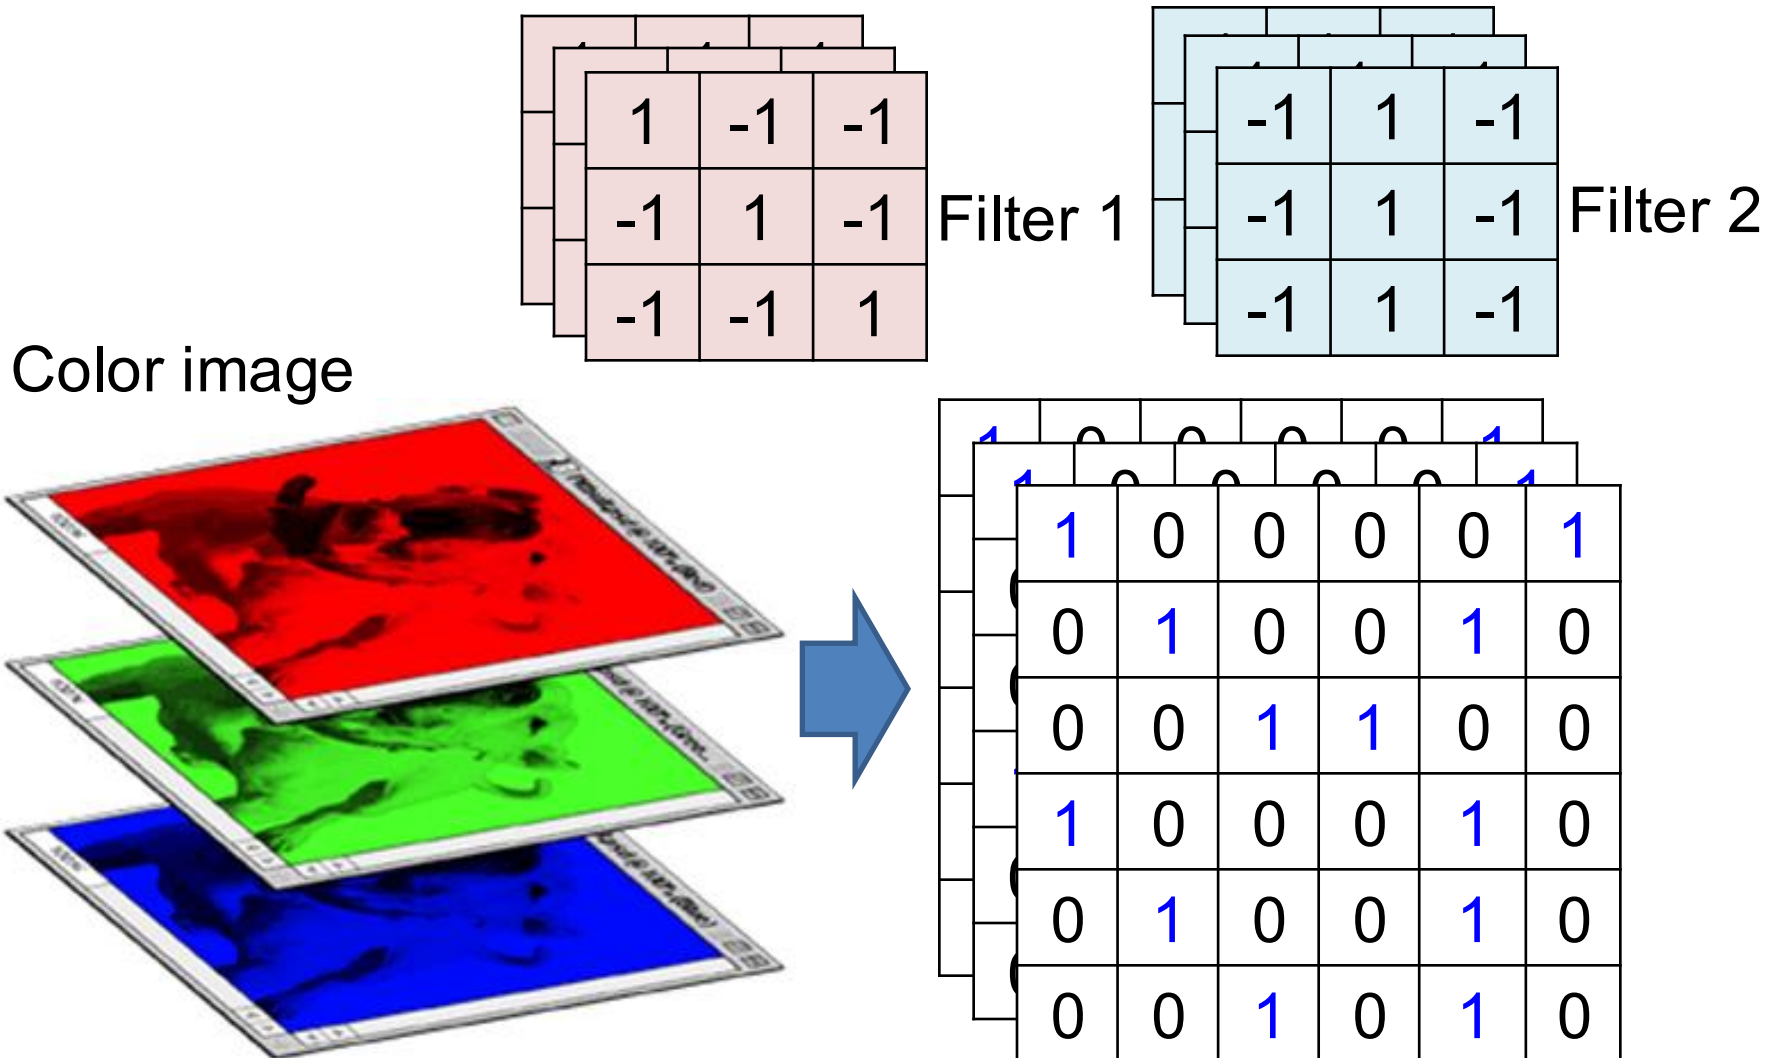 1 -1 -1
-1 1 -1
-1 -1 1
Filter 1
-1 1 -1
-1 1 -1
-1 1 -1
Filter 2
Color image
1 0 0 0 0 1
0 1 0 0 1 0
0 0 1 1 0 0
1 0 0 0 1 0
0 1 0 0 1 0
0 0 1 0 1 0